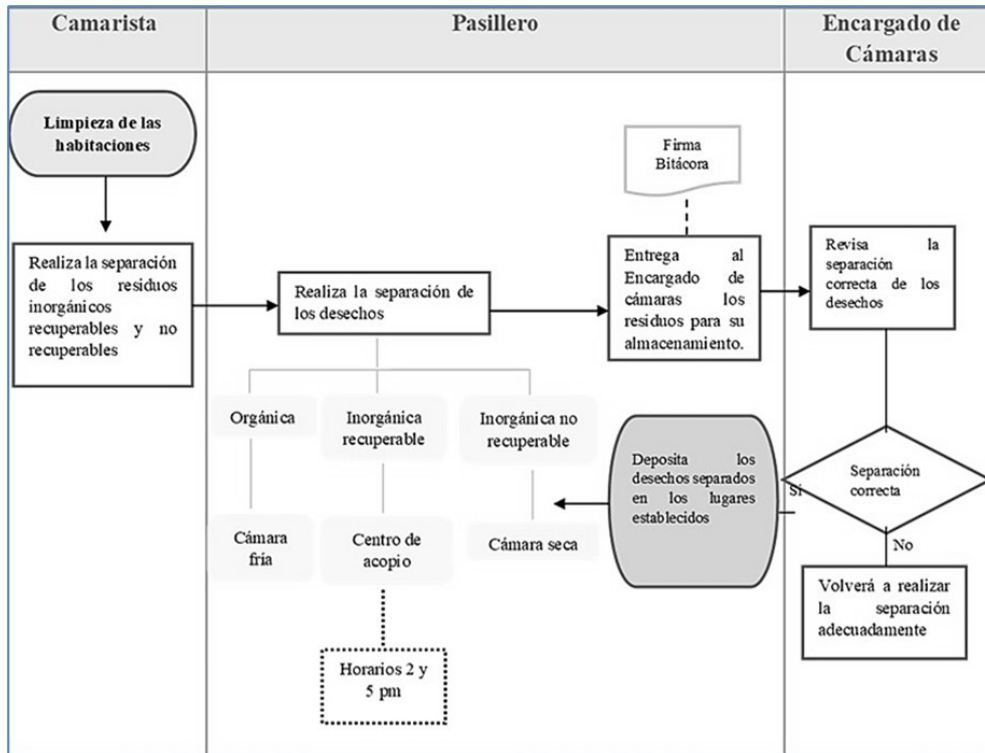 Camarista
Pasillero
Encargado de
Cámaras
Limpieza de las
habitaciones
Realiza la separación
de los residuos
inorgánicos
recuperables y no
recuperables
Realiza la separación de
los desechos
Orgánica
Inorgánica
recuperable
Inorgánica no
recuperable
Cámara
fría
Centro de
acopio
Cámara seca
Horarios 2 y
5 pm
Firma
Bitácora
Entrega al
Encargado de
cámaras los
residuos para su
almacenamiento.
Deposita los
desechos separados
en los lugares
establecidos
Revisa la
separación
correcta de los
desechos
Separación
correcta
Si
No
Volverá a realizar
la separación
adecuadamente